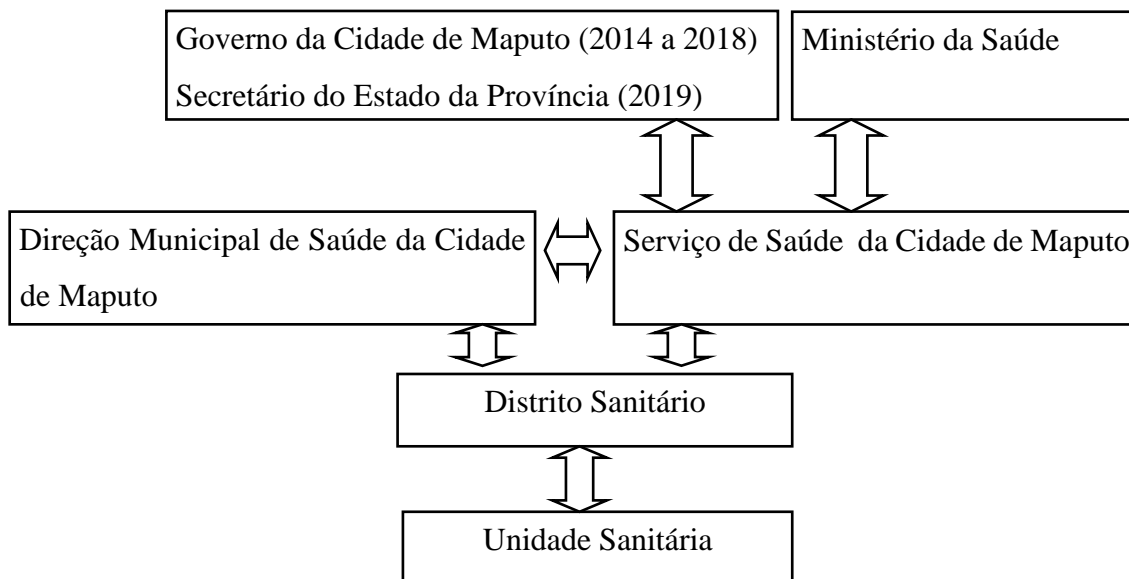 Governo da Cidade de Maputo (2014 a 2018)
Secretário do Estado da Província (2019)
Ministério da Saúde
Direção Municipal de Saúde da Cidade
de Maputo
Serviço de Saúde da Cidade de Maputo
Distrito Sanitário
Unidade Sanitária